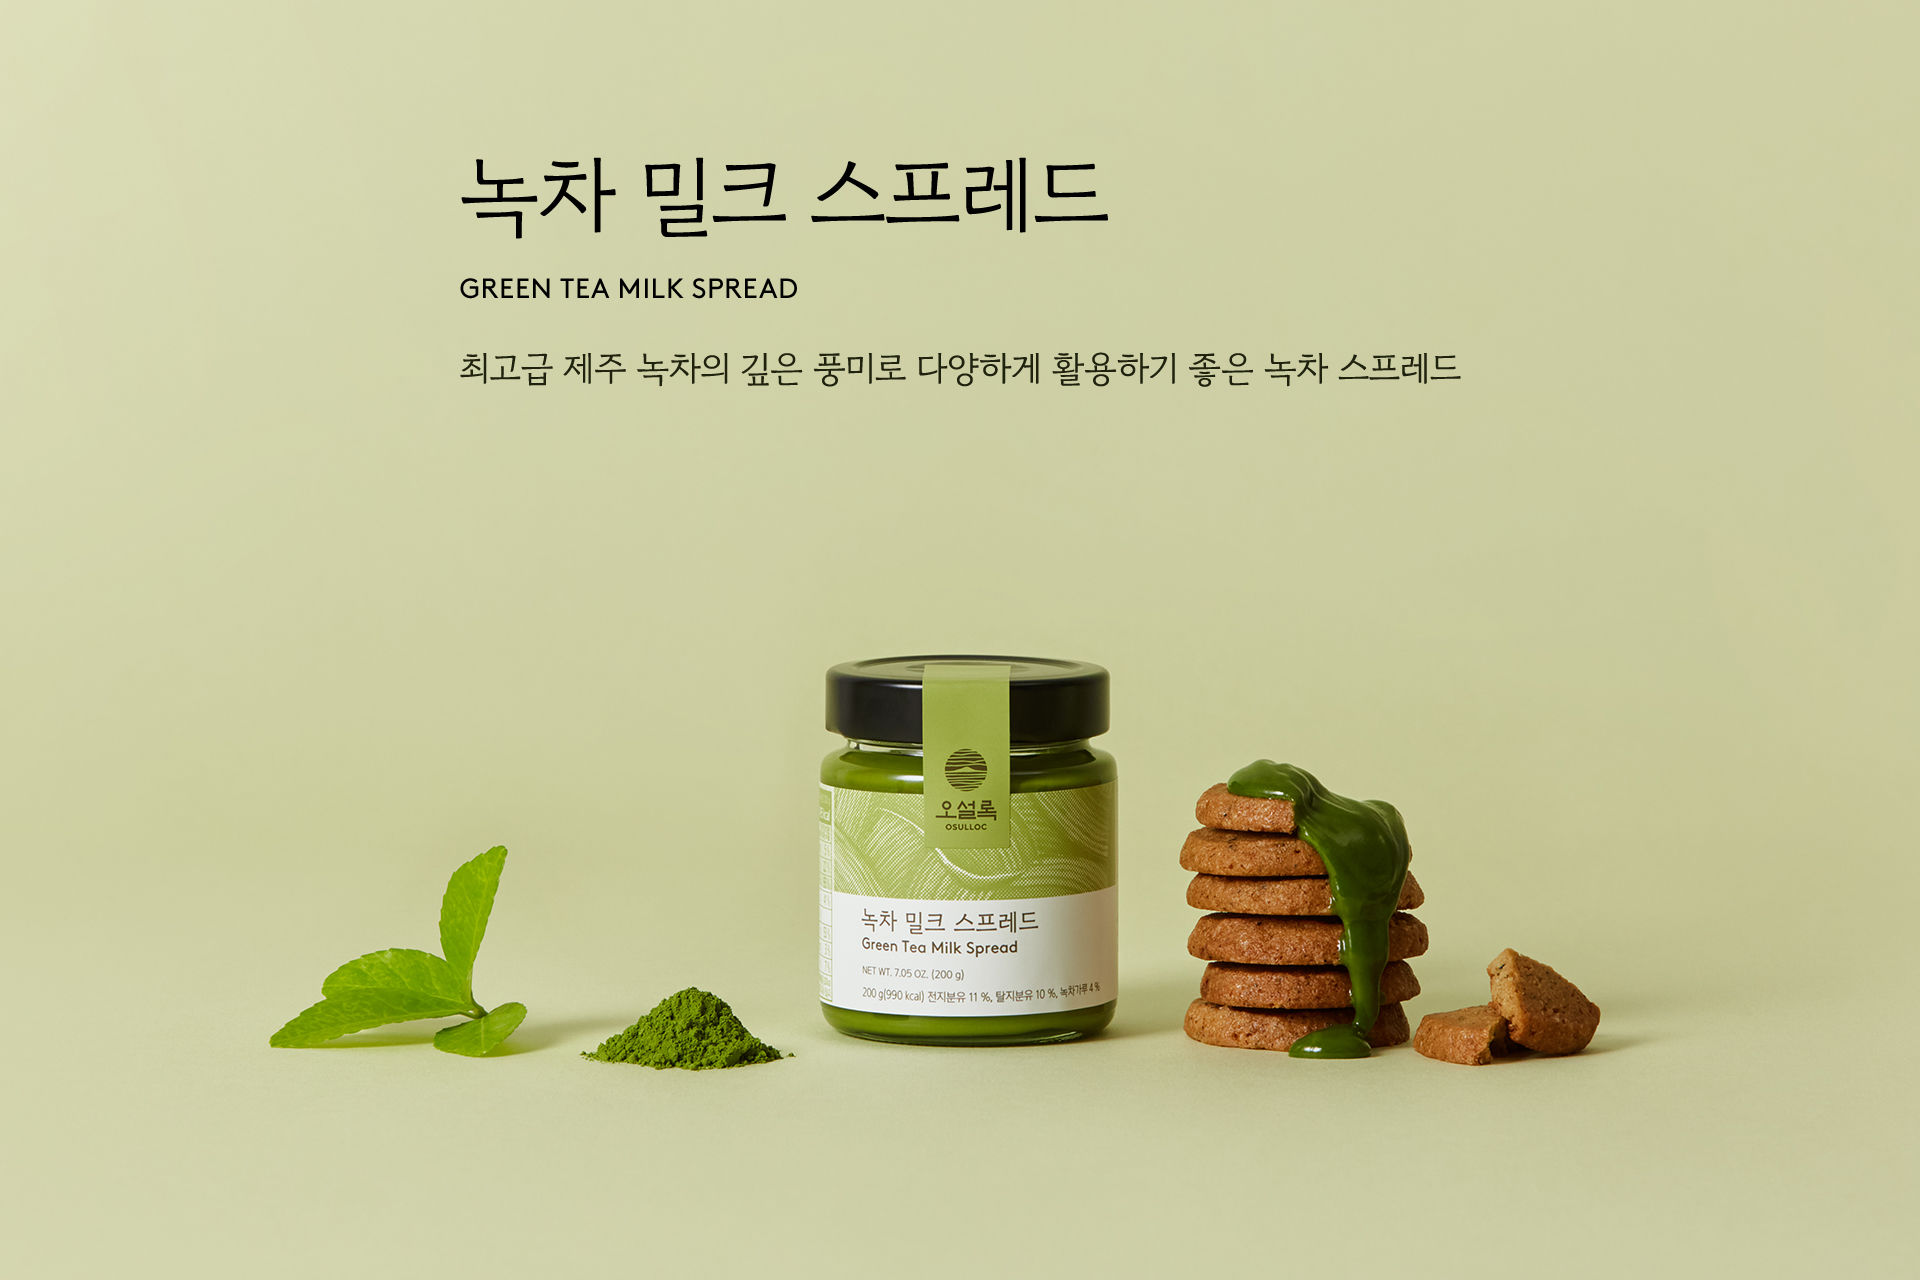 녹차 밀크 스프레드
GREEN TEA MILK SPREAD
최고급 제주 녹차의 깊은 풍미로 다양하게 활용하기 좋은 녹차 스프레드
오설록
OSULLOC
녹차 밀크 스프레드
Green Tea Milk Spread
NET WT. 7.05 OZ. (200 g)
200 g(990 kcal) 전지분유 11 %, 탈지분유 10 %, 녹차가루 4 %